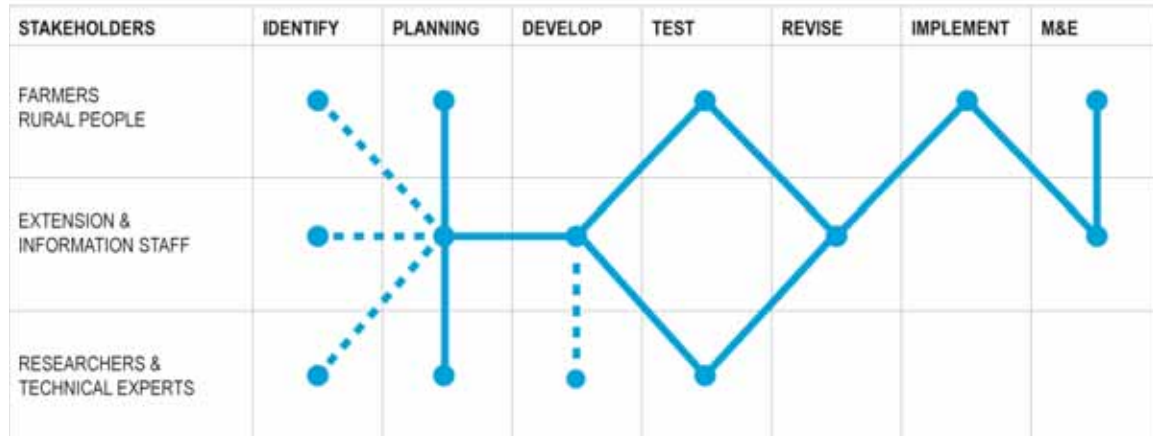 STAKEHOLDERS IDENTIFY PLANNING DEVELOP TEST REVISE IMPLEMENT M&E
FARMERS
RURAL PEOPLE
EXTENSION &
INFORMATION STAFF
RESEARCHERS &
TECHNICAL EXPERTS